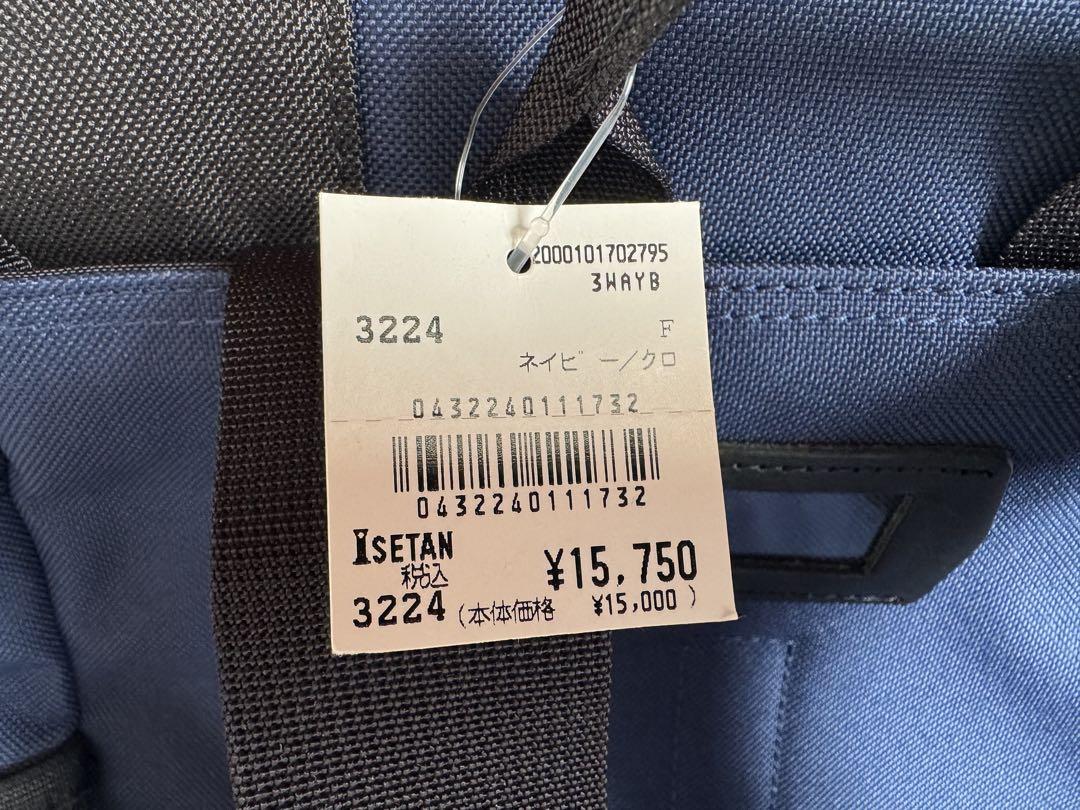 2000101702795
3WAYB
3224 F
ネイビー/クロ
0432240111732
0432240111732
ISETAN
税込 ¥15,750
3224 (本体価格 ¥15,000 )